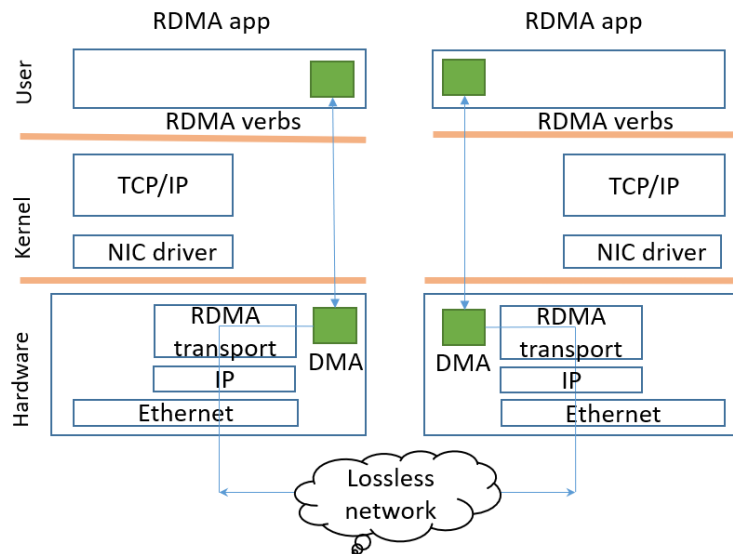 RDMA app
RDMA app
User
RDMA verbs
RDMA verbs
Kernel
TCP/IP
TCP/IP
NIC driver
NIC driver
Hardware
RDMA
transport
DMA
IP
Ethernet
RDMA
transport
DMA
IP
Ethernet
Lossless
network